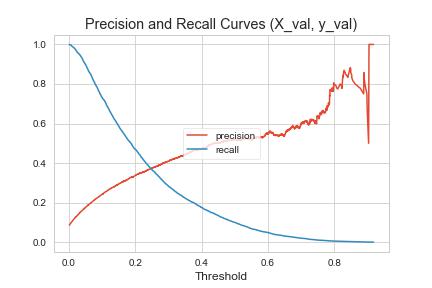 Precision and Recall Curves (X_val, y_val)
1.0
0.8
0.6
0.4
0.2
0.0
precision
recall
0.0 0.2 0.4 0.6 0.8
Threshold